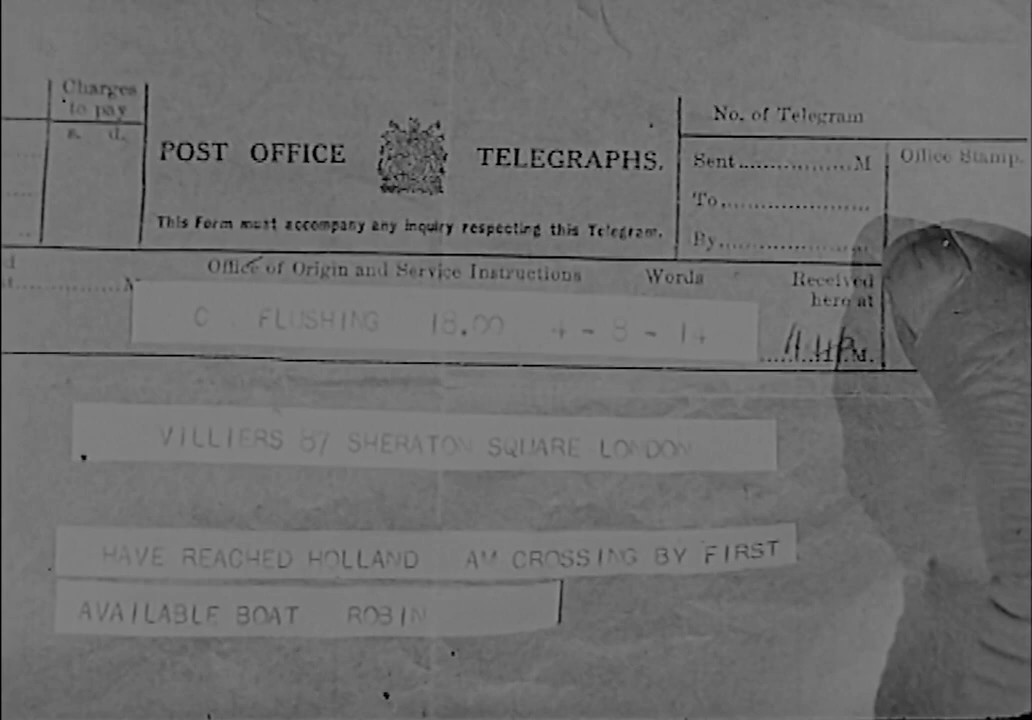 Charges
to pay
s. d.
POST OFFICE TELEGRAPHS.
This Form must accompany any inquiry respecting this Telegram.
No. of Telegram
Sent................M
To....................
By....................
Office Stamp.
Office of Origin and Service Instructions Words
Received
here at
M
FLUSHING 18.00 4-8-14
VILLIERS 87 SHERATON SQUARE LONDON
HAVE REACHED HOLLAND AM CROSSING BY FIRST
AVAILABLE BOAT ROBIN